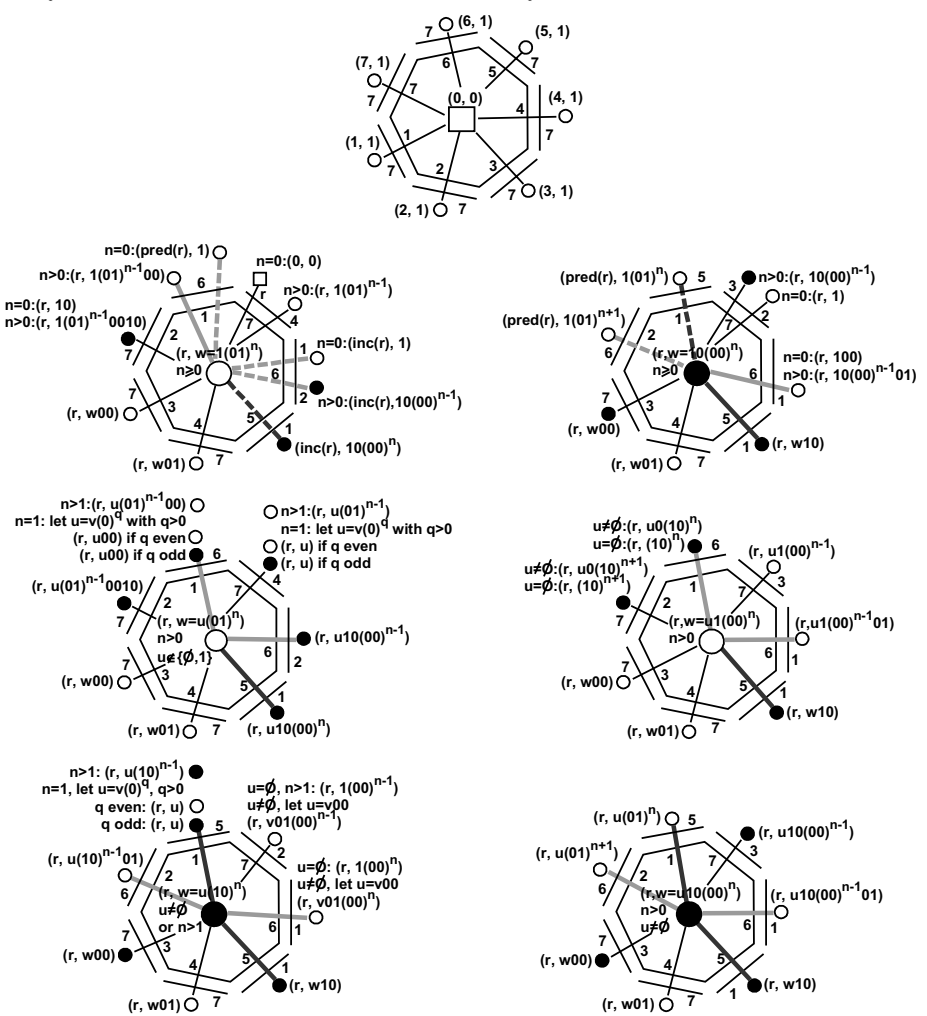 (6, 1)
7
(5, 1)
(7, 1)
6
5
7
7
7
(0, 0)
4
(4, 1)
(1, 1)
1
7
7
2
3
(2, 1)
7
7
(3, 1)
n=0:(pred(r), 1)
n=0:(0, 0)
n>0:(r, 1(01)^{n-1}00)
6
r
n>0:(r, 1(01)^{n-1})
n=0:(r, 10)
n>0:(r, 1(01)^{n-1}0010)
1
7
4
2
7
(r, w=1(01)^n)
n⩾0
1
n=0:(inc(r), 1)
6
2
n>0:(inc(r),10(00)^{n-1})
7
(r, w00)
3
4
5
1
(inc(r), 10(00)^n)
(r, w01)
7
(pred(r), 1(01)^n)
5
3
n>0:(r, 10(00)^{n-1})
n=0:(r, 1)
(pred(r), 1(01)^{n+1})
1
7
2
6
2
(r,w=10(00)^n)
n⩾0
n=0:(r, 100)
n>0:(r, 10(00)^{n-1}01)
6
1
7
(r, w00)
3
4
5
1
(r, w10)
(r, w01)
7
n>1:(r, u(01)^{n-1}00)
n=1: let u=v(0)^q with q>0
(r, u00) if q even
(r, u00) if q odd
6
n>1:(r, u(01)^{n-1})
n=1: let u=v(0)^q with q>0
(r, u) if q even
(r, u) if q odd
(r, u(01)^{n-1}0010)
1
7
4
2
7
(r, w=u(01)^n)
n>0
u∉{Ø,1}
6
2
(r, u10(00)^{n-1})
7
(r, w00)
3
4
5
1
(r, u10(00)^n)
(r, w01)
7
u≠Ø:(r, u0(10)^n)
u=Ø:(r, (10)^n)
6
u≠Ø:(r, u0(10)^{n+1})
u=Ø:(r, (10)^{n+1})
(r, u1(00)^{n-1})
1
7
3
2
7
(r,w=u1(00)^n)
n>0
(r,u1(00)^{n-1}01)
6
1
7
(r, w00)
3
4
5
1
(r, w10)
(r, w01)
7
n>1: (r, u(10)^{n-1})
n=1, let u=v(0)^q, q>0
q even: (r, u)
q odd: (r, u)
5
u=Ø, n>1: (r, 1(00)^{n-1})
u≠Ø, let u=v00
(r, v01(00)^{n-1})
(r, u(10)^{n-1}01)
1
7
2
2
6
(r, w=u(10)^n)
u≠Ø
or n>1
u=Ø: (r, 1(00)^n)
u≠Ø, let u=v00
(r, v01(00)^n)
6
1
7
(r, w00)
3
4
5
1
(r, w10)
(r, w01)
7
(r, u(01)^n)
5
(r, u10(00)^{n-1})
(r, u(01)^{n+1})
1
7
3
2
6
(r,w=u10(00)^n)
n>0
u≠Ø
(r, u10(00)^{n-1}01)
6
1
7
(r, w00)
3
4
5
1
(r, w10)
(r, w01)
7